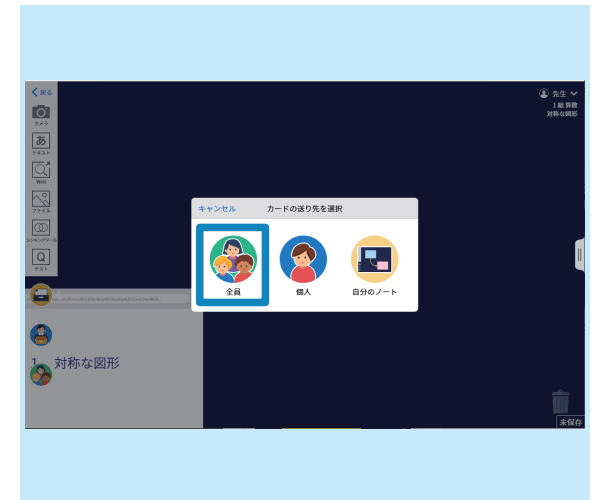 戻る
カメラ
あ
テキスト
Web
ファイル
シンキングツール
Q
テスト
先生
1組 算数
対称な図形
キャンセル カードの送り先を選択
全員 個人 自分のノート
1 対称な図形
未保存